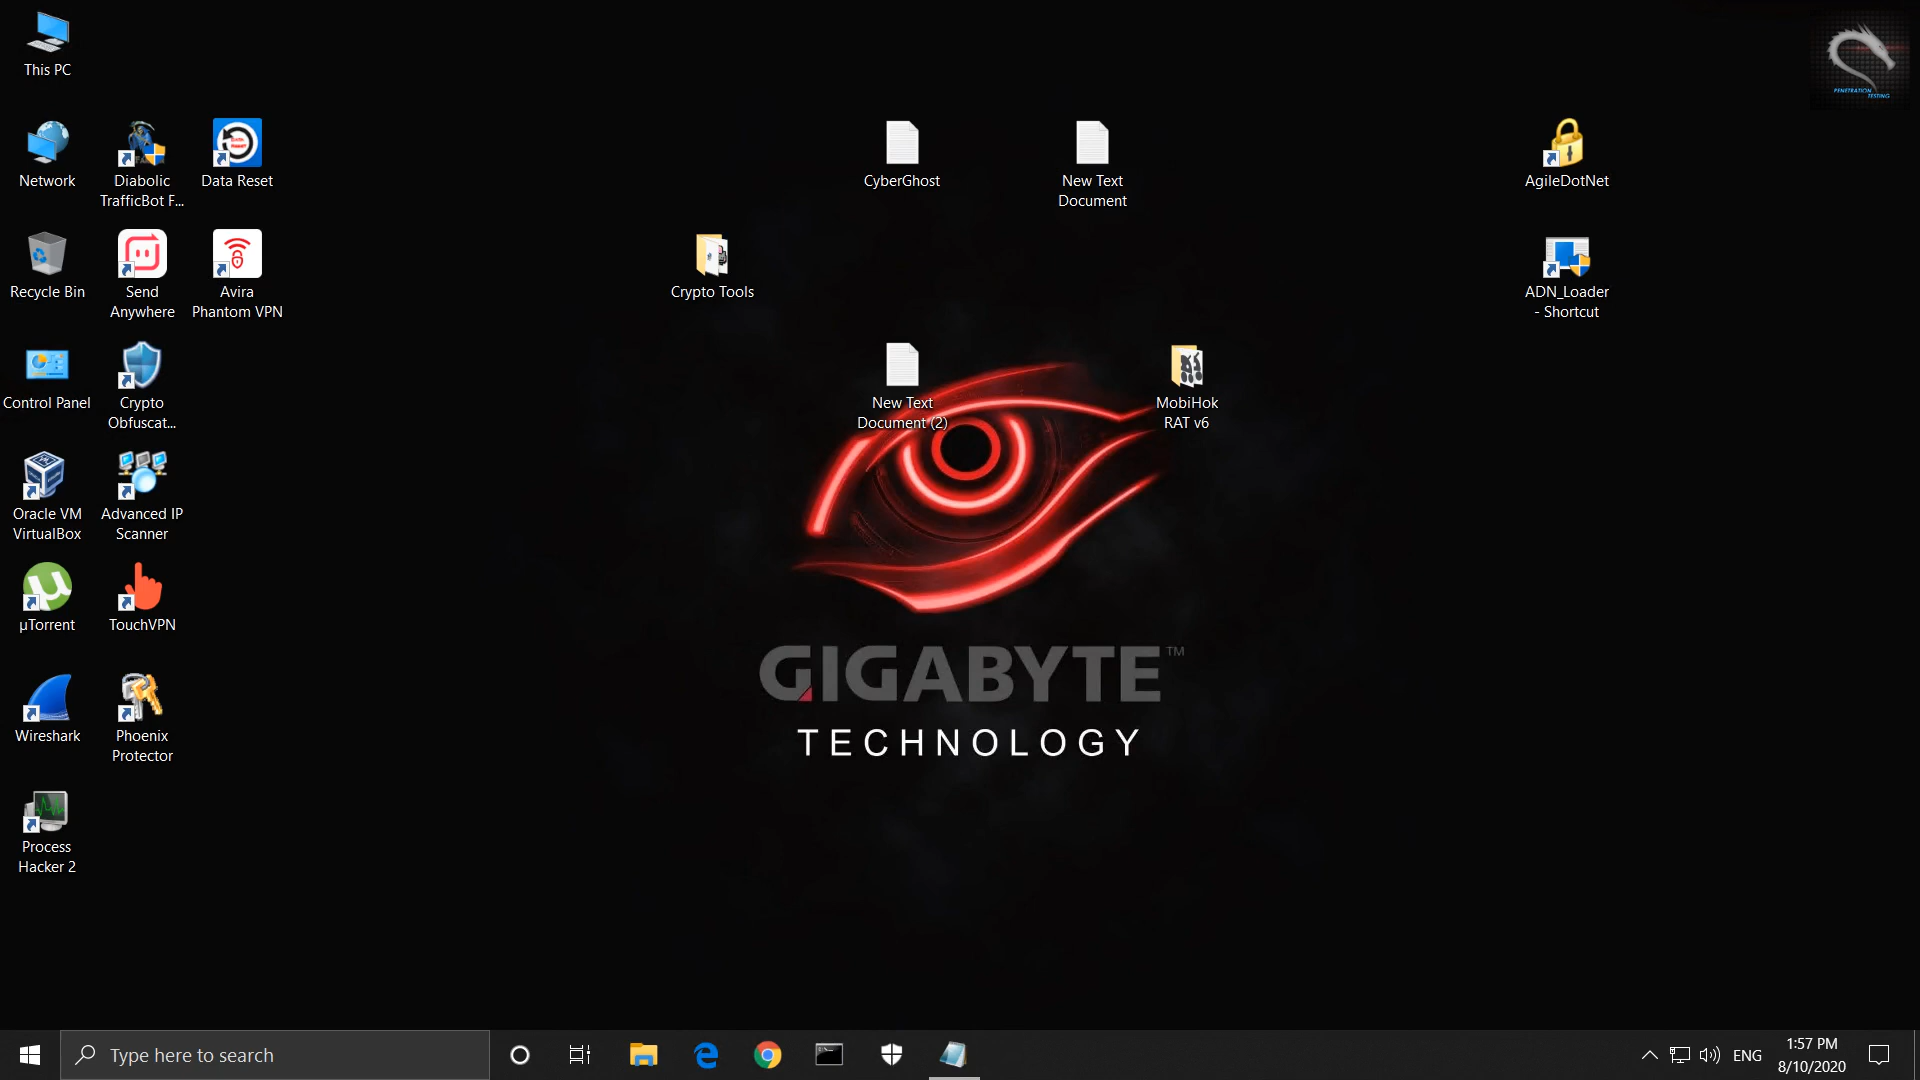 This PC
PENETRATION
TESTING
Network
Diabolic
TrafficBot F...
Data Reset
CyberGhost
New Text
Document
AgileDotNet
Recycle Bin
Send
Anywhere
Avira
Phantom VPN
Crypto Tools
ADN_Loader
- Shortcut
Control Panel
Crypto
Obfuscat...
New Text
Document (2)
MobiHok
RAT v6
Oracle VM
VirtualBox
Advanced IP
Scanner
µTorrent
TouchVPN
GIGABYTE™
TECHNOLOGY
Wireshark
Phoenix
Protector
Process
Hacker 2
Type here to search
ENG
1:57 PM
8/10/2020